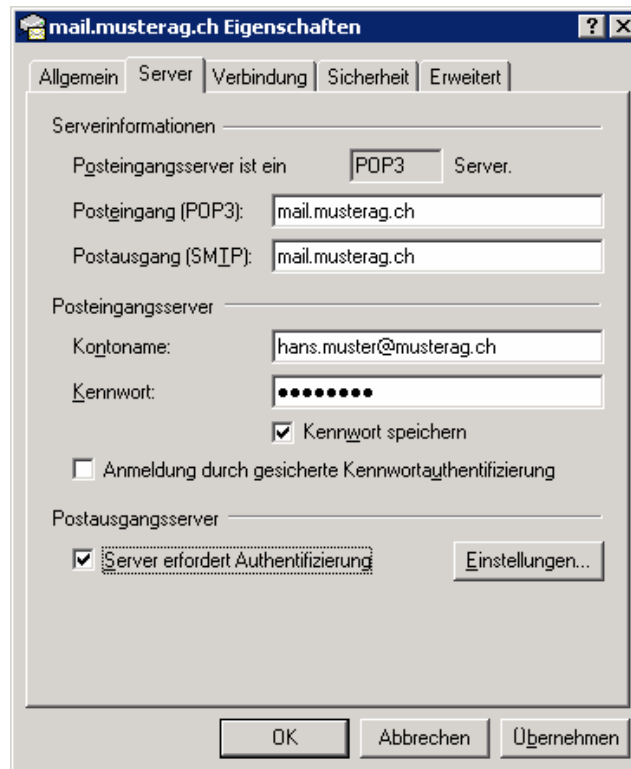 mail.musterag.ch Eigenschaften
Allgemein Server Verbindung Sicherheit Erweitert
Serverinformationen
Posteingangsserver ist ein POP3 Server.
Posteingang (POP3): mail.musterag.ch
Postausgang (SMTP): mail.musterag.ch
Posteingangsserver
Kontoname: hans.muster@musterag.ch
Kennwort: ●●●●●●●●
Kennwort speichern
Anmeldung durch gesicherte Kennwortauthentifizierung
Postausgangsserver
Server erfordert Authentifizierung Einstellungen...
OK Abbrechen Übernehmen